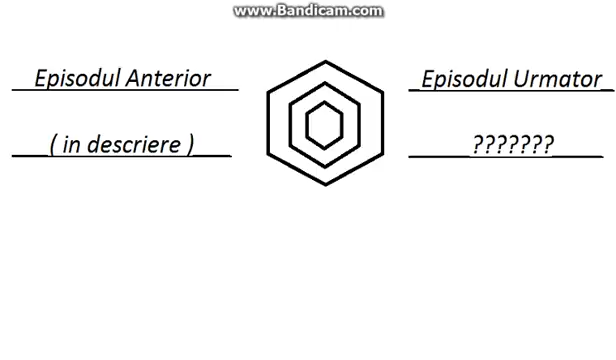 www.Bandicam.com
Episodul Anterior
( in descriere )
Episodul Urmator
???????